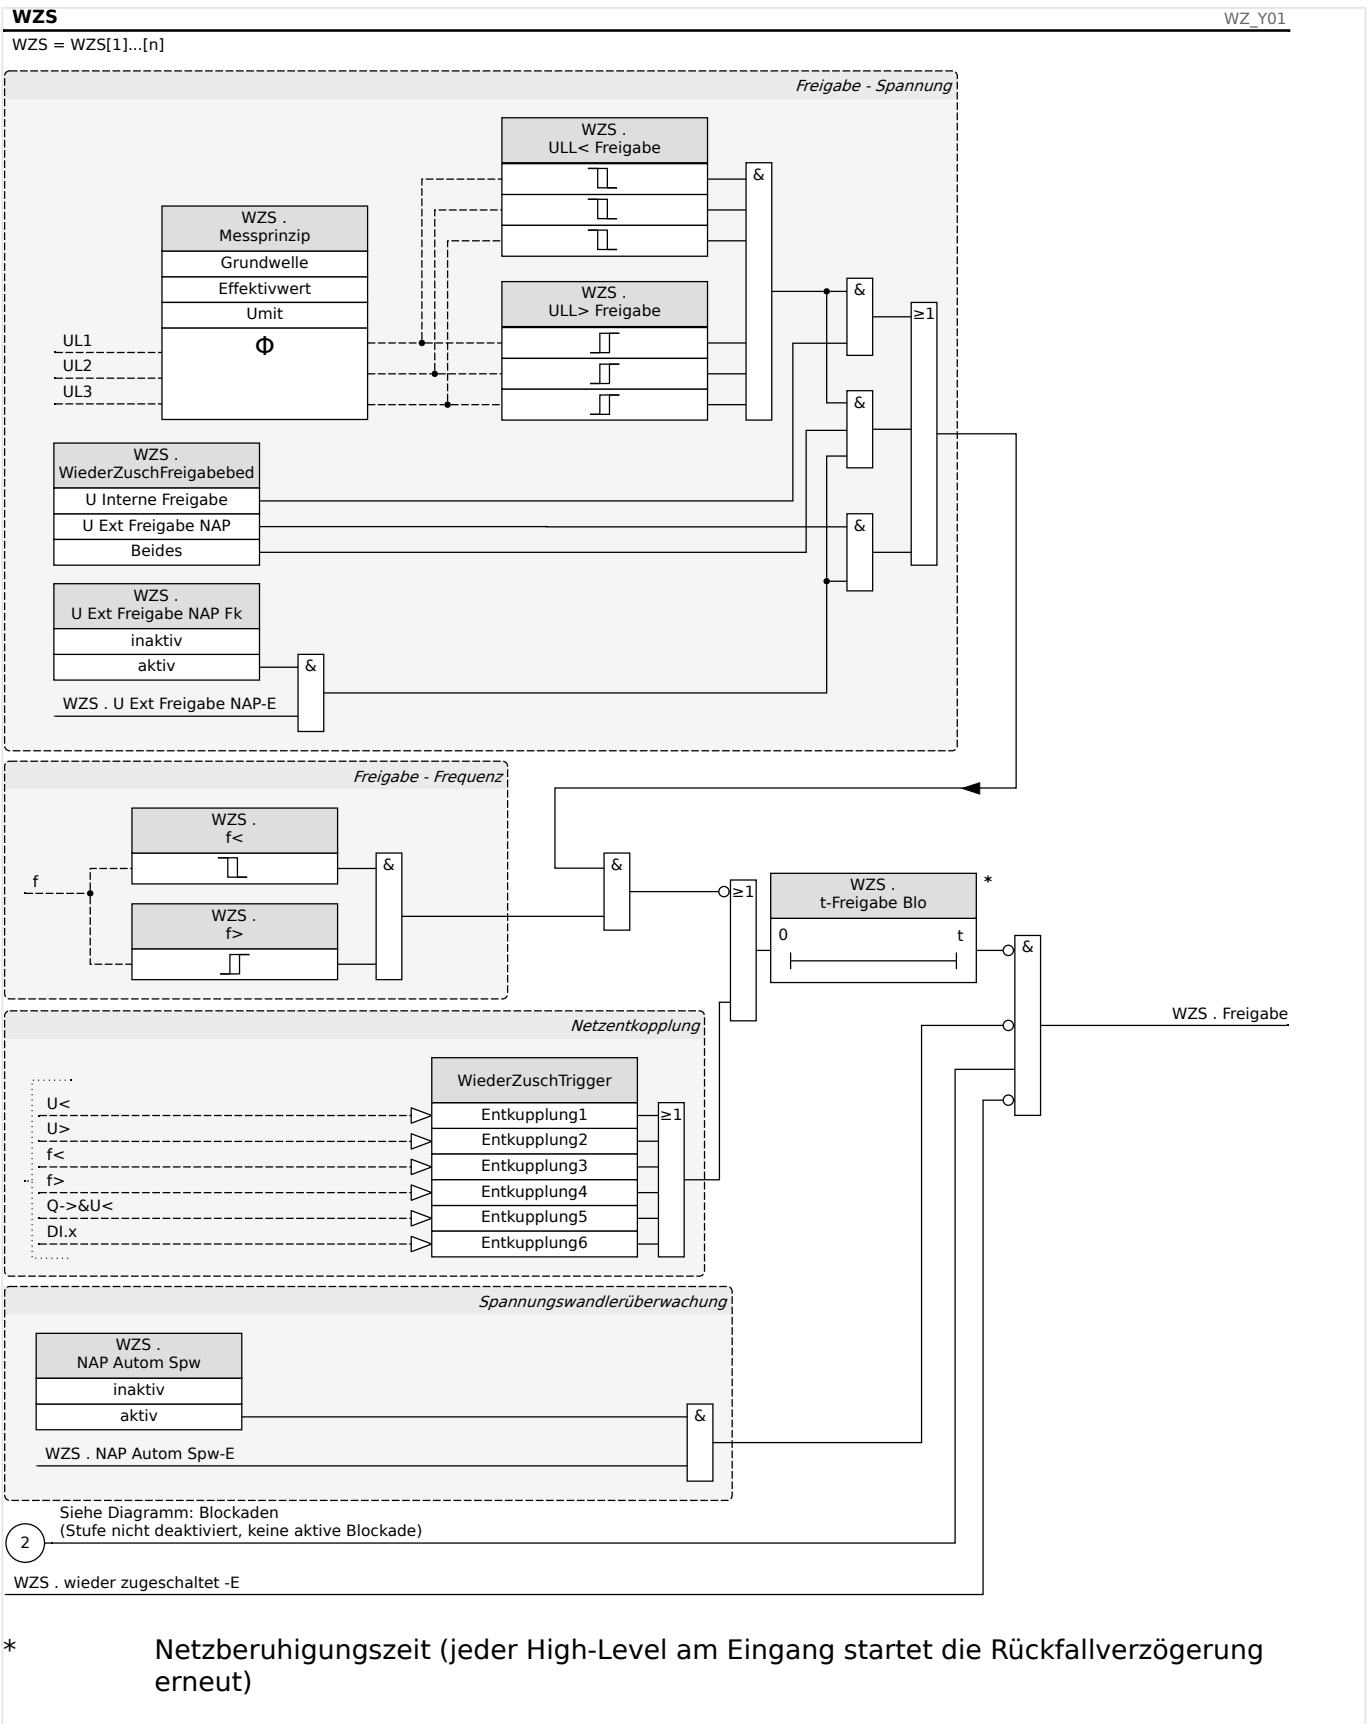 WZS
WZ_Y01
WZS = WZS[1]...[n]
Freigabe - Spannung
WZS .
ULL< Freigabe
&
WZS .
Messprinzip
Grundwelle
Effektivwert
Umit
Φ
UL1
UL2
UL3
WZS .
ULL> Freigabe
&
≥1
&
WZS .
WiederZuschFreigabebed
U Interne Freigabe
U Ext Freigabe NAP
Beides
&
WZS .
U Ext Freigabe NAP Fk
inaktiv
aktiv
&
WZS . U Ext Freigabe NAP-E
Freigabe - Frequenz
WZS .
f<
f
WZS .
f>
&
&
≥1
WZS .
t-Freigabe Blo
*
0
t
&
WZS . Freigabe
Netzentkopplung
WiederZuschTrigger
U<
Entkupplung1
≥1
U>
Entkupplung2
f<
Entkupplung3
f>
Entkupplung4
Q->&U<
Entkupplung5
DI.x
Entkupplung6
Spannungswandlerüberwachung
WZS .
NAP Autom Spw
inaktiv
aktiv
&
WZS . NAP Autom Spw-E
Siehe Diagramm: Blockaden
(Stufe nicht deaktiviert, keine aktive Blockade)
2
WZS . wieder zugeschaltet -E
* Netzberuhigungszeit (jeder High-Level am Eingang startet die Rückfallverzögerung
erneut)